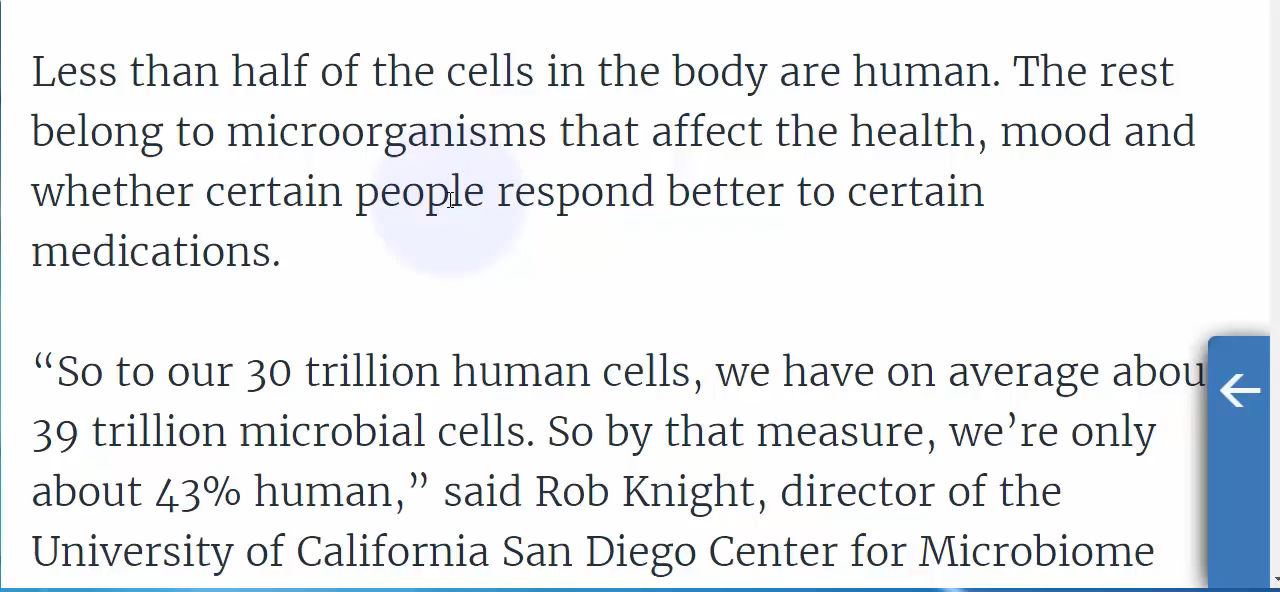 Less than half of the cells in the body are human. The rest
belong to microorganisms that affect the health, mood and
whether certain people respond better to certain
medications.
“So to our 30 trillion human cells, we have on average abou
39 trillion microbial cells. So by that measure, we’re only
about 43% human,” said Rob Knight, director of the
University of California San Diego Center for Microbiome